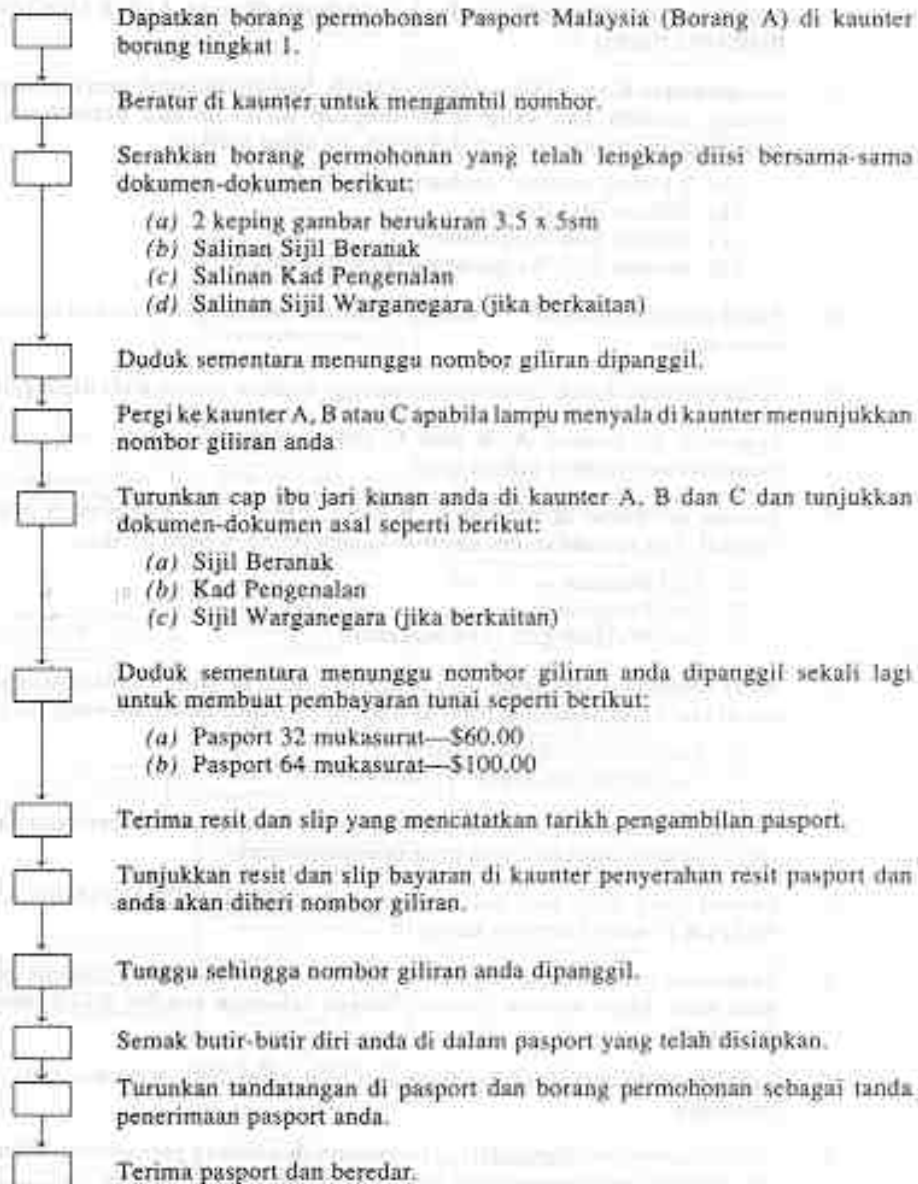 Dapatkan borang permohonan Pasport Malaysia (Borang A) di kaunter
borang tingkat 1.
Beratur di kaunter untuk mengambil nombor.
Serahkan borang permohonan yang telah lengkap diisi bersama-sama
dokumen-dokumen berikut:
(a) 2 keping gambar berukuran 3.5 x 5sm
(b) Salinan Sijil Beranak
(c) Salinan Kad Pengenalan
(d) Salinan Sijil Warganegara (jika berkaitan)
Duduk sementara menunggu nombor giliran dipanggil.
Pergi ke kaunter A, B atau C apabila lampu menyala di kaunter menunjukkan
nombor giliran anda
Turunkan cap ibu jari kanan anda di kaunter A, B dan C dan tunjukkan
dokumen-dokumen asal seperti berikut:
(a) Sijil Beranak
(b) Kad Pengenalan
(c) Sijil Warganegara (jika berkaitan)
Duduk sementara menunggu nombor giliran anda dipanggil sekali lagi
untuk membuat pembayaran tunai seperti berikut:
(a) Pasport 32 mukasurat—$60.00
(b) Pasport 64 mukasurat—$100.00
Terima resit dan slip yang mencatatkan tarikh pengambilan pasport.
Tunjukkan resit dan slip bayaran di kaunter penyerahan resit pasport dan
anda akan diberi nombor giliran.
Tunggu sehingga nombor giliran anda dipanggil.
Semak butir-butir diri anda di dalam pasport yang telah disiapkan.
Turunkan tandatangan di pasport dan borang permohonan sebagai tanda
penerimaan pasport anda.
Terima pasport dan beredar.